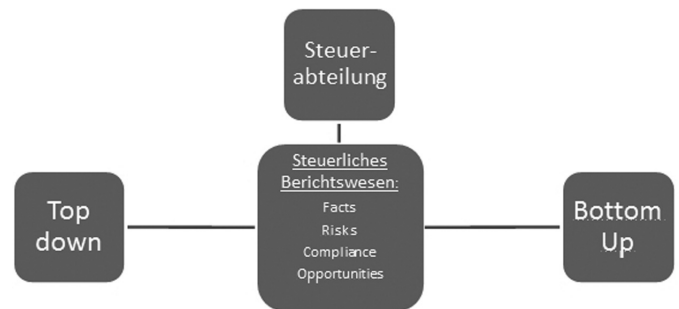 Steuer-
abteilung
Steuerliches
Berichtswesen:
Facts
Risks
Compliance
Opportunities
Top
down
Bottom
Up